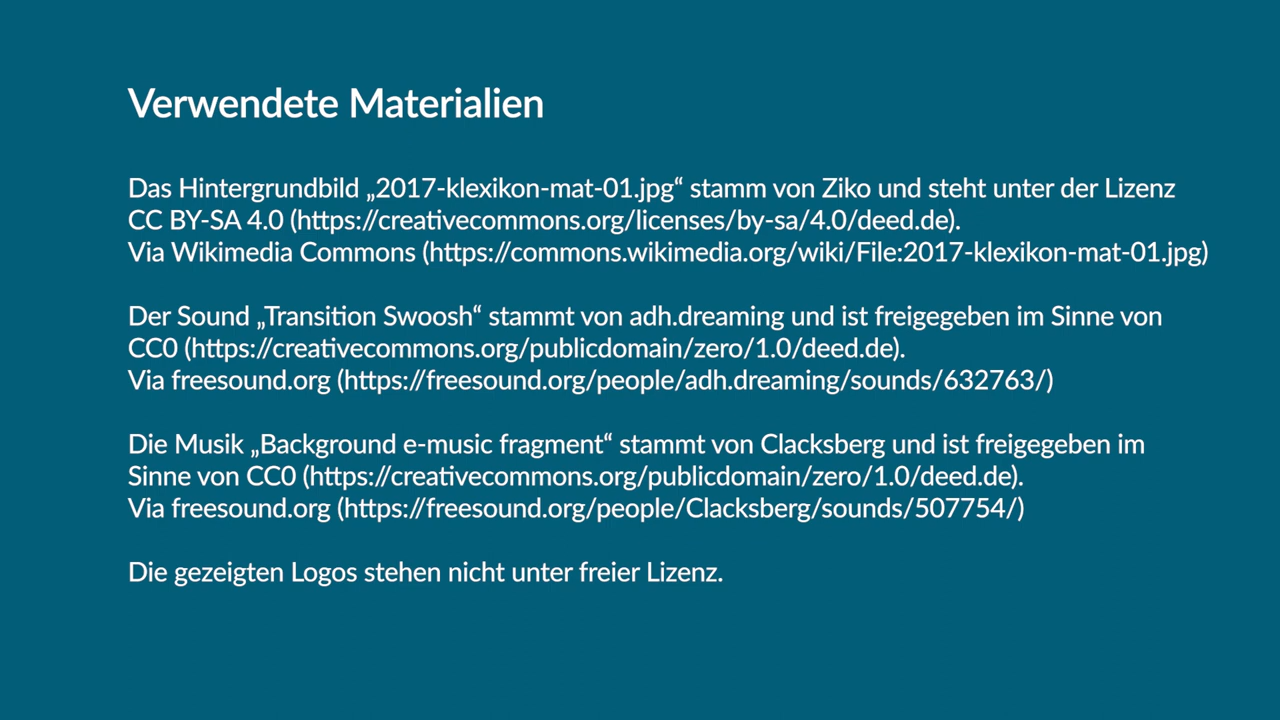 Verwendete Materialien
Das Hintergrundbild „2017-klexikon-mat-01.jpg“ stamm von Ziko und steht unter der Lizenz
CC BY-SA 4.0 (https://creativecommons.org/licenses/by-sa/4.0/deed.de).
Via Wikimedia Commons (https://commons.wikimedia.org/wiki/File:2017-klexikon-mat-01.jpg)
Der Sound „Transition Swoosh“ stammt von adh.dreaming und ist freigegeben im Sinne von
CC0 (https://creativecommons.org/publicdomain/zero/1.0/deed.de).
Via freesound.org (https://freesound.org/people/adh.dreaming/sounds/632763/)
Die Musik „Background e-music fragment“ stammt von Clacksberg und ist freigegeben im
Sinne von CC0 (https://creativecommons.org/publicdomain/zero/1.0/deed.de).
Via freesound.org (https://freesound.org/people/Clacksberg/sounds/507754/)
Die gezeigten Logos stehen nicht unter freier Lizenz.